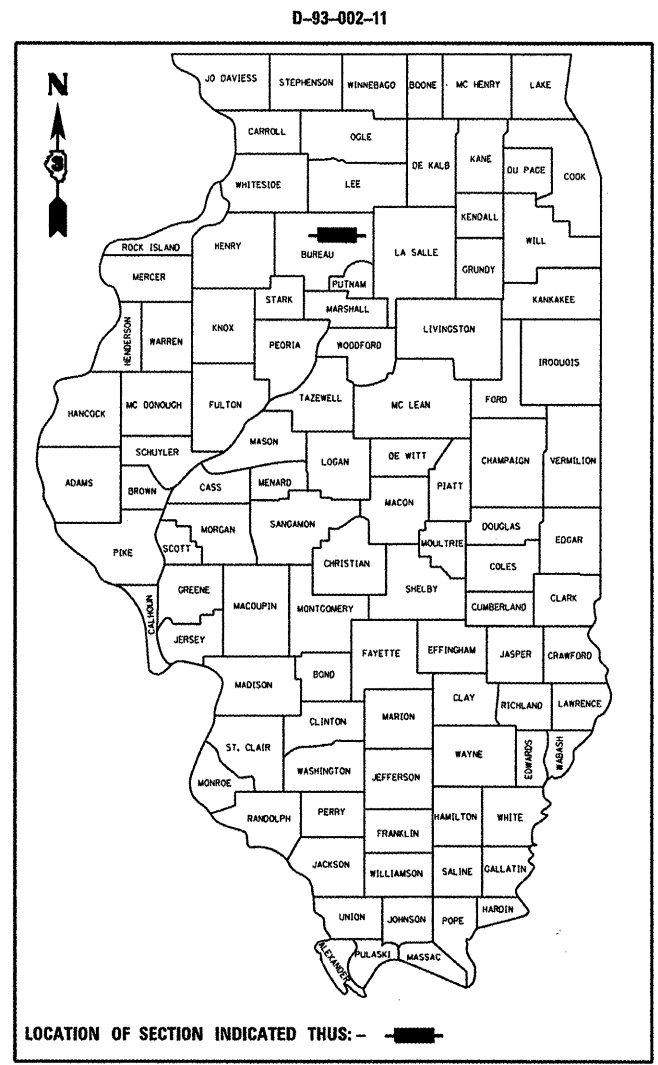 D-93-002-11
N
JO DAVIESS STEPHENSON WINNEBAGO BOONE MC HENRY LAKE
CARROLL OGLE
DE KALB KANE DU PAGE COOK
WHITESIDE LEE
KENDALL
ROCK ISLAND HENRY BUREAU LA SALLE WILL
GRUNDY
MERCER PUTNAM
STARK MARSHALL KANKAKEE
HENDERSON WARREN KNOX PEORIA WOODFORD LIVINGSTON
IROQUOIS
HANCOCK MC DONOUGH FULTON TAZEWELL MC LEAN FORD
MASON
SCHUYLER LOGAN DE WITT CHAMPAIGN VERMILION
ADAMS BROWN CASS MENARD PIATT
MACON
MORGAN SANGAMON DOUGLAS
PIKE SCOTT CHRISTIAN MOULTRIE EDGAR
COLES
CALHOUN GREENE MACOUPIN MONTGOMERY SHELBY CUMBERLAND CLARK
JERSEY FAYETTE EFFINGHAM JASPER CRAWFORD
MADISON BOND
CLAY RICHLAND LAWRENCE
CLINTON MARION
ST. CLAIR WAYNE EDWARDS WABASH
WASHINGTON JEFFERSON
MONROE
RANDOLPH PERRY HAMILTON WHITE
FRANKLIN
JACKSON WILLIAMSON SALINE GALLATIN
UNION JOHNSON POPE HARDIN
ALEXANDER PULASKI MASSAC
LOCATION OF SECTION INDICATED THUS: -